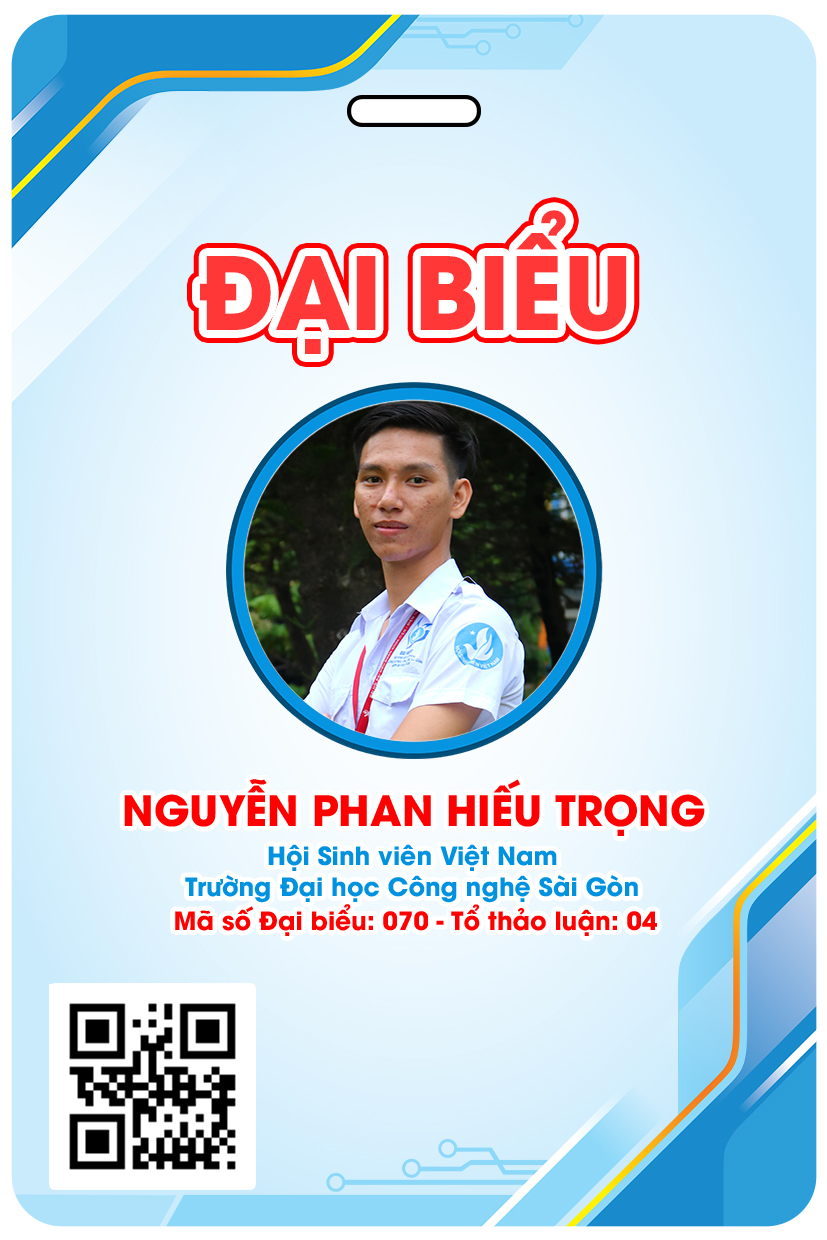 ĐẠI BIỂU
NGUYỄN PHAN HIẾU TRỌNG
Hội Sinh viên Việt Nam
Trường Đại học Công nghệ Sài Gòn
Mã số Đại biểu: 070 - Tổ thảo luận: 04